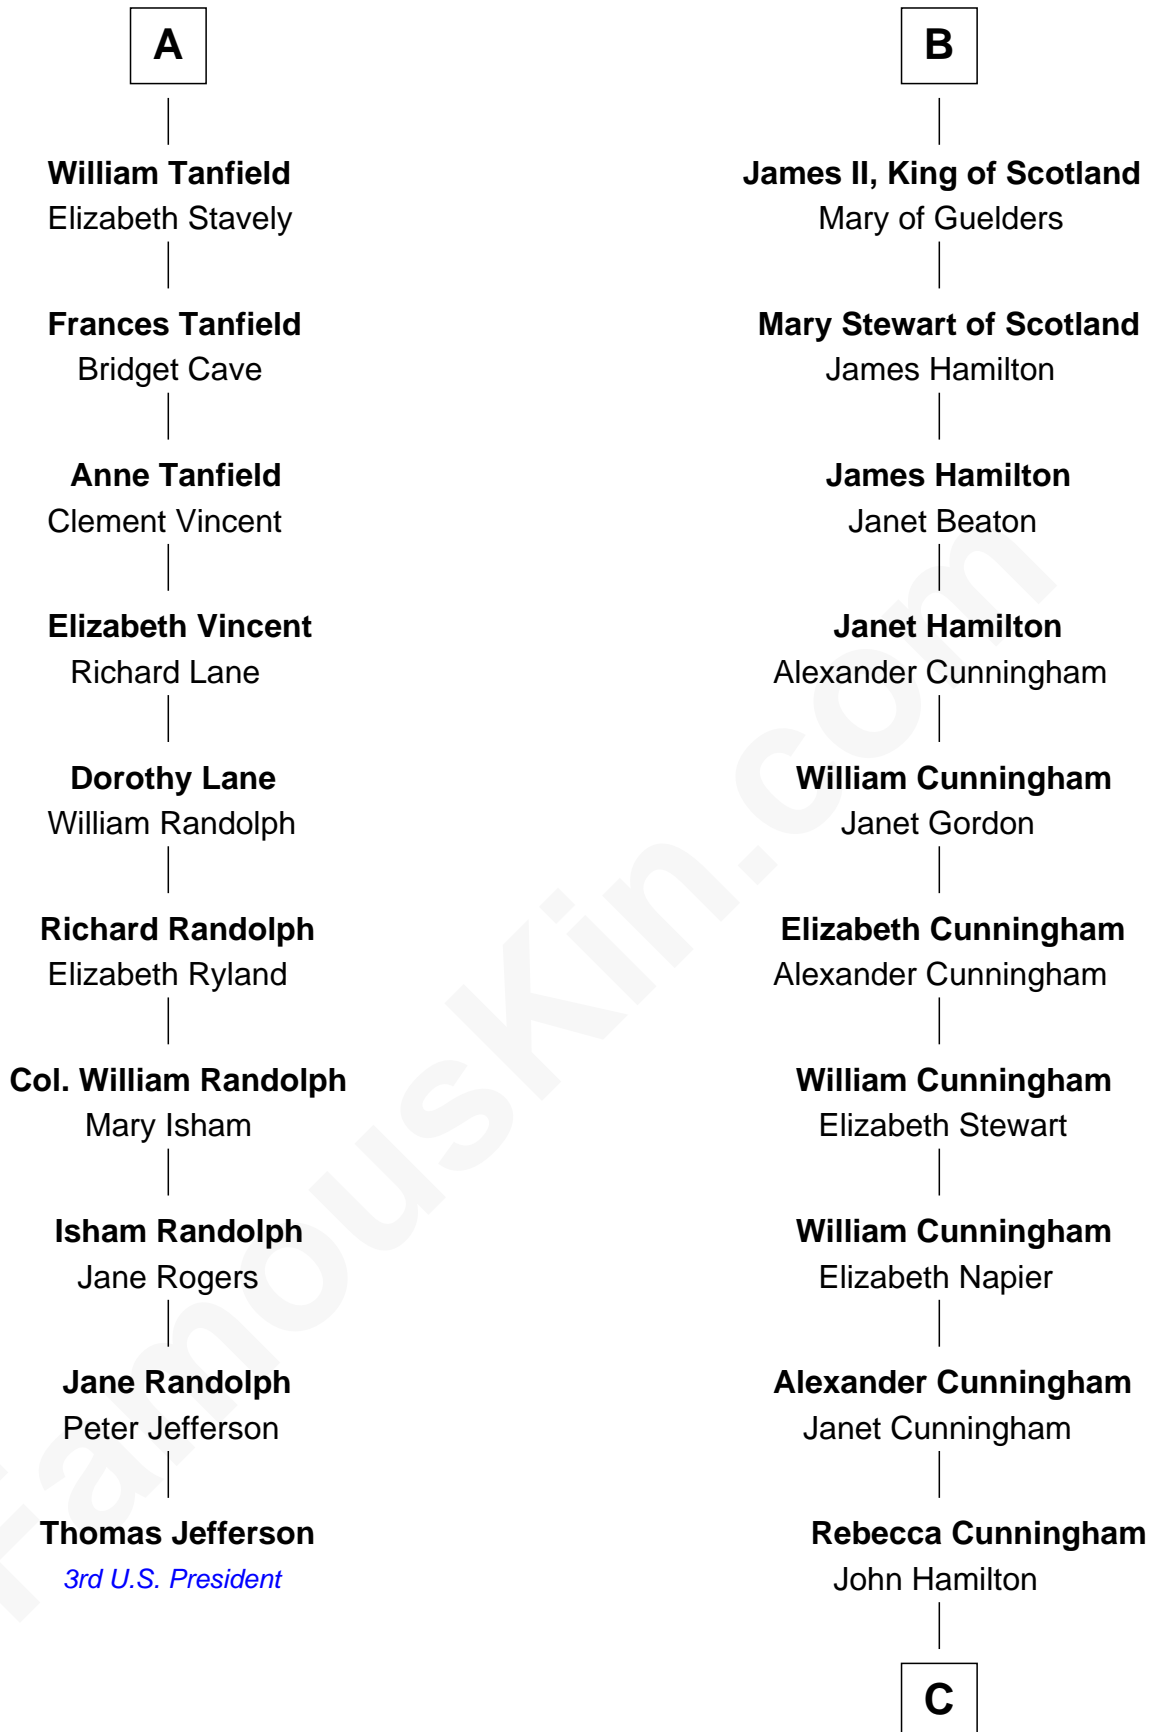 A
William Tanfield
Elizabeth Stavely
Frances Tanfield
Bridget Cave
Anne Tanfield
Clement Vincent
Elizabeth Vincent
Richard Lane
Dorothy Lane
William Randolph
Richard Randolph
Elizabeth Ryland
Col. William Randolph
Mary Isham
Isham Randolph
Jane Rogers
Jane Randolph
Peter Jefferson
Thomas Jefferson
3rd U.S. President
B
James II, King of Scotland
Mary of Guelders
Mary Stewart of Scotland
James Hamilton
James Hamilton
Janet Beaton
Janet Hamilton
Alexander Cunningham
William Cunningham
Janet Gordon
Elizabeth Cunningham
Alexander Cunningham
William Cunningham
Elizabeth Stewart
William Cunningham
Elizabeth Napier
Alexander Cunningham
Janet Cunningham
Rebecca Cunningham
John Hamilton
C
FamousKin.com